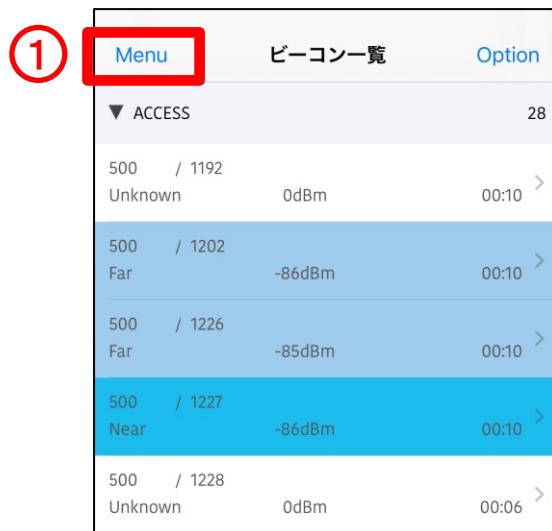 ①
Menu ビーコン一覧 Option
▼ ACCESS 28
500 / 1192
Unknown 0dBm 00:10
500 / 1202
Far -86dBm 00:10
500 / 1226
Far -85dBm 00:10
500 / 1227
Near -86dBm 00:10
500 / 1228
Unknown 0dBm 00:06